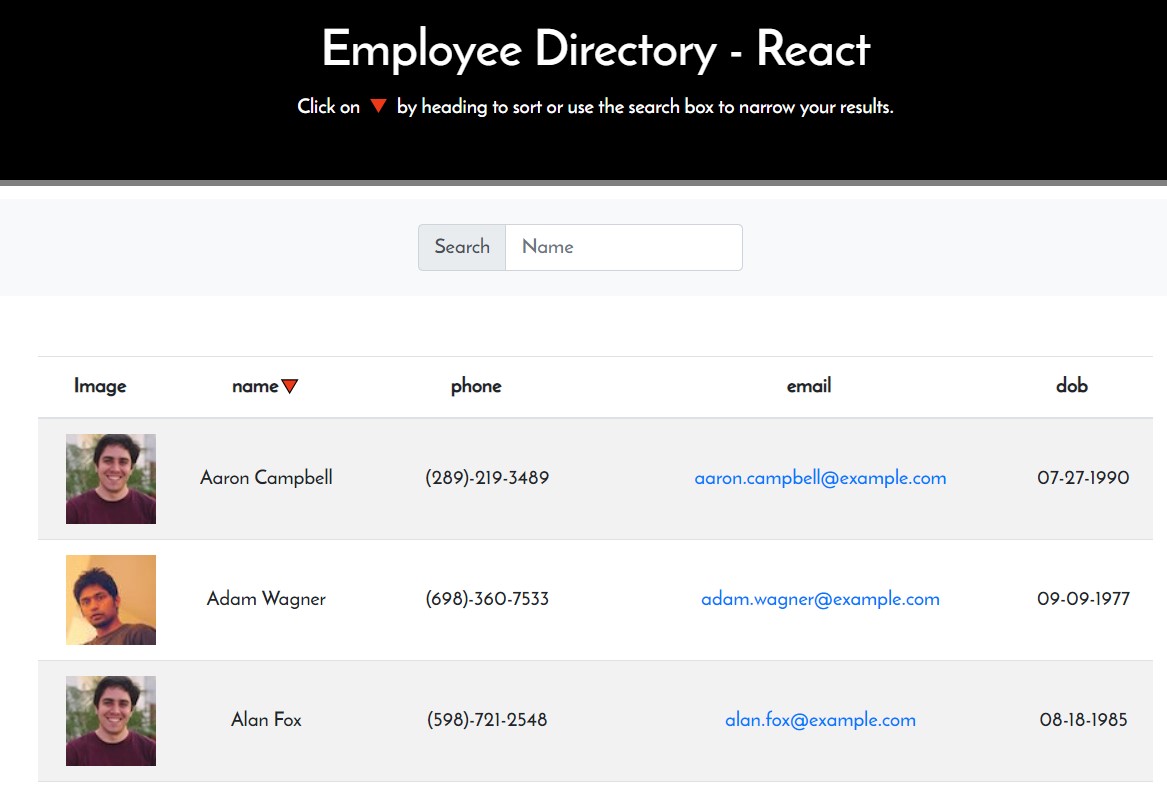 Employee Directory - React
Click on by heading to sort or use the search box to narrow your results.
Search Name
Image name phone email dob
Aaron Campbell (289)-219-3489 aaron.campbell@example.com 07-27-1990
Adam Wagner (698)-360-7533 adam.wagner@example.com 09-09-1977
Alan Fox (598)-721-2548 alan.fox@example.com 08-18-1985